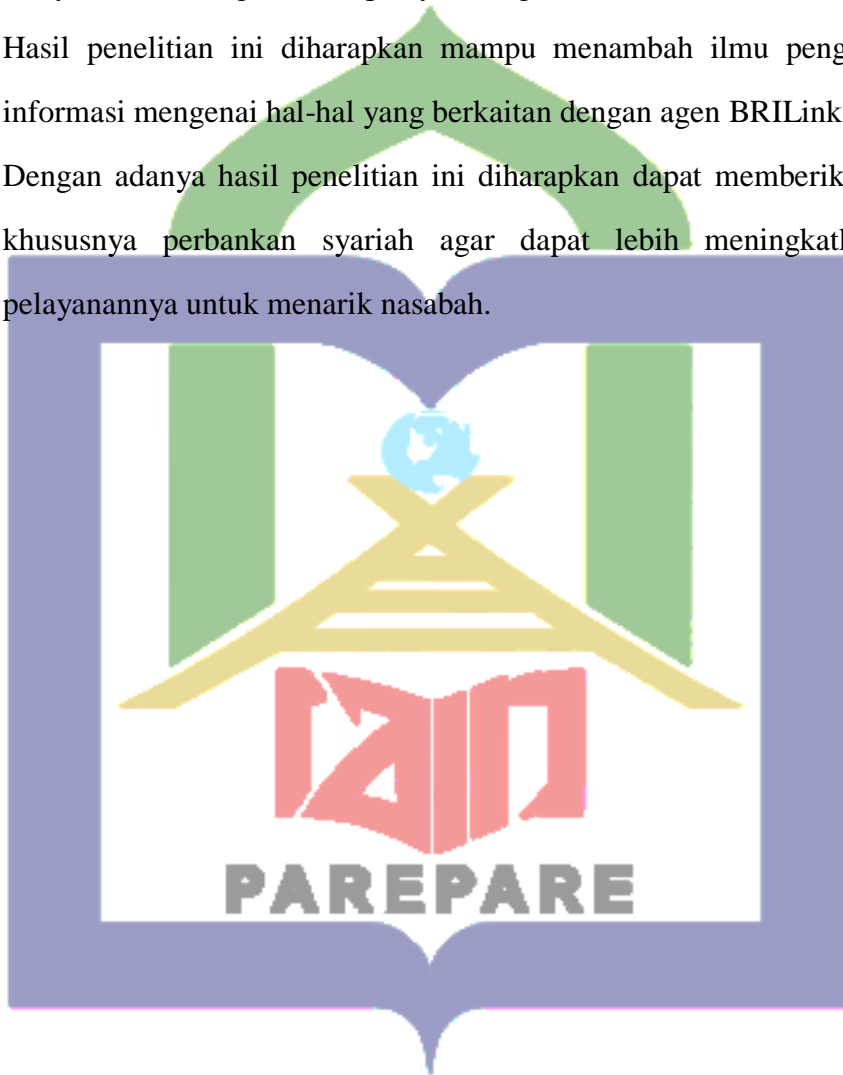 Hasil penelitian ini diharapkan mampu menambah ilmu peng
informasi mengenai hal-hal yang berkaitan dengan agen BRILink
Dengan adanya hasil penelitian ini diharapkan dapat memberik
khususnya perbankan syariah agar dapat lebih meningkatk
pelayanannya untuk menarik nasabah.
iain
PAREPARE